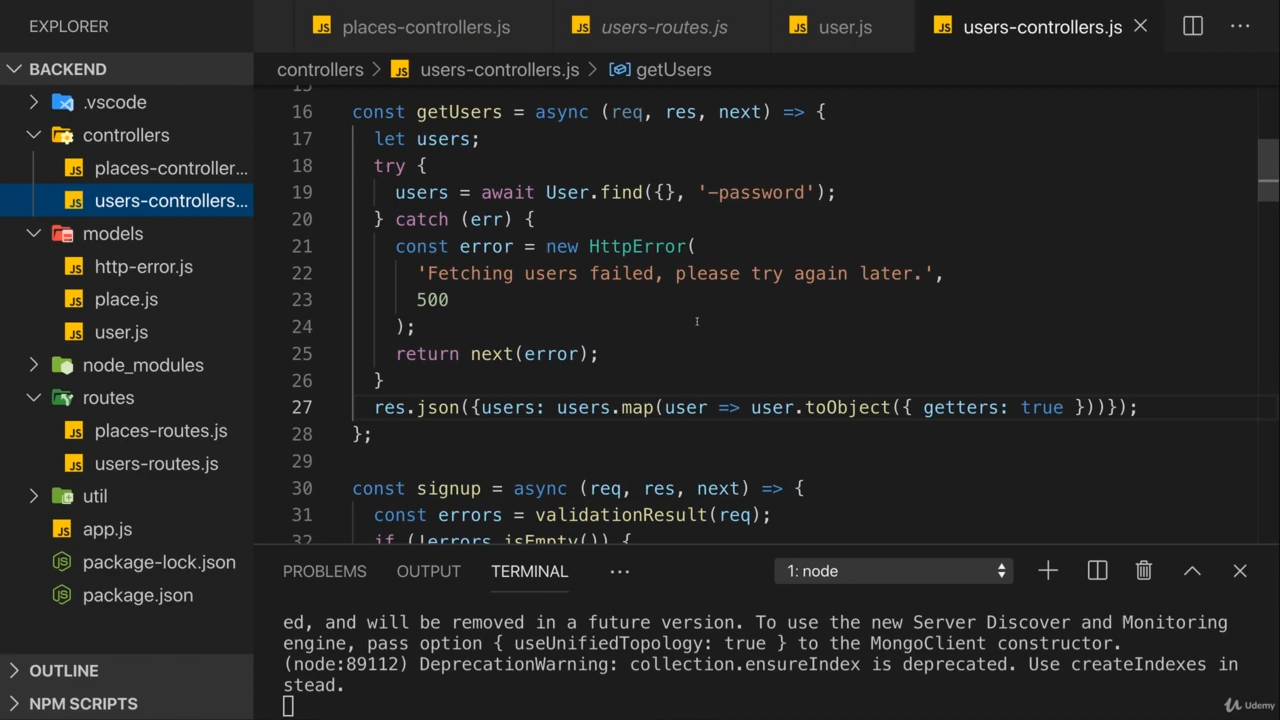 EXPLORER
places-controllers.js
users-routes.js
user.js
users-controllers.js
BACKEND
controllers > users-controllers.js > getUsers
.vscode
controllers
places-controller...
users-controllers...
models
http-error.js
place.js
user.js
node_modules
routes
places-routes.js
users-routes.js
util
app.js
package-lock.json
package.json
OUTLINE
NPM SCRIPTS
16 const getUsers = async (req, res, next) => {
17 let users;
18 try {
19 users = await User.find({}, '-password');
20 } catch (err) {
21 const error = new HttpError(
22 'Fetching users failed, please try again later.',
23 500
24 );
25 return next(error);
26 }
27 res.json({users: users.map(user => user.toObject({ getters: true }))});
28 };
29
30 const signup = async (req, res, next) => {
31 const errors = validationResult(req);
32 if (!errors.isEmpty()) {
PROBLEMS OUTPUT TERMINAL ··· 1: node
ed, and will be removed in a future version. To use the new Server Discover and Monitoring
engine, pass option { useUnifiedTopology: true } to the MongoClient constructor.
(node:89112) DeprecationWarning: collection.ensureIndex is deprecated. Use createIndexes in
stead.
Udemy